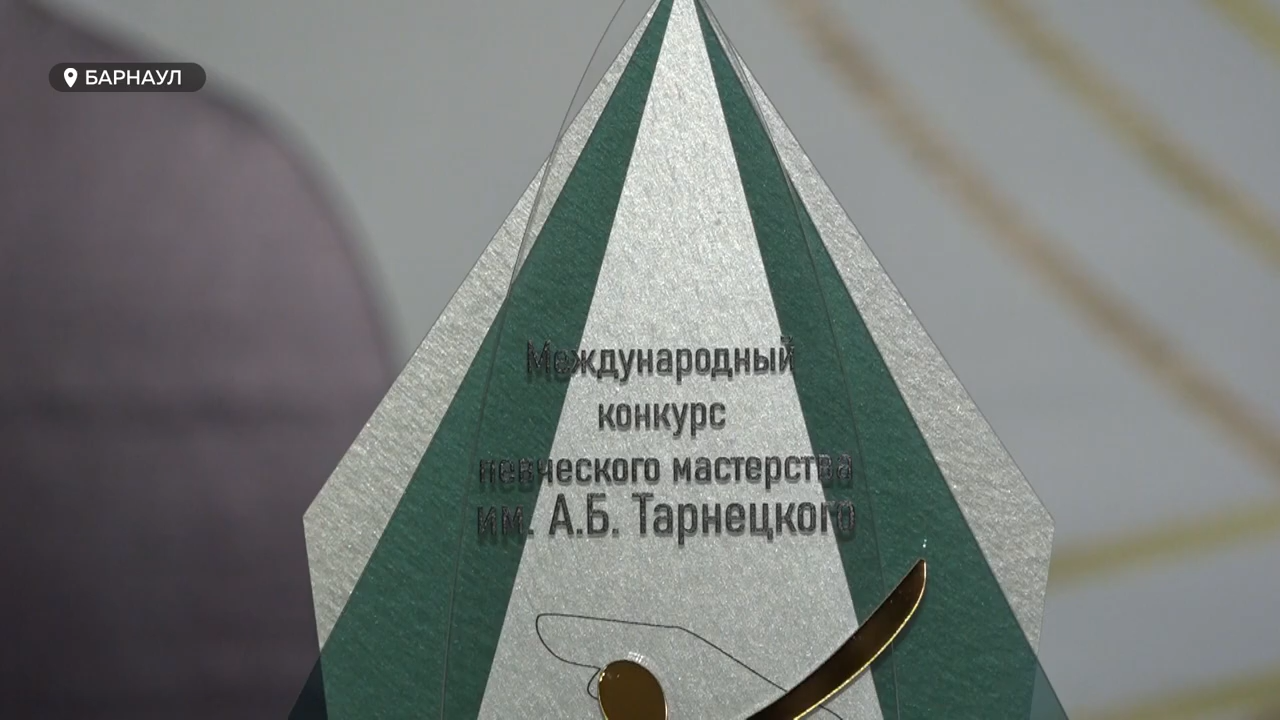 БАРНАУЛ
Международный
конкурс
певческого мастерства
им. А.Б. Тарнецкого